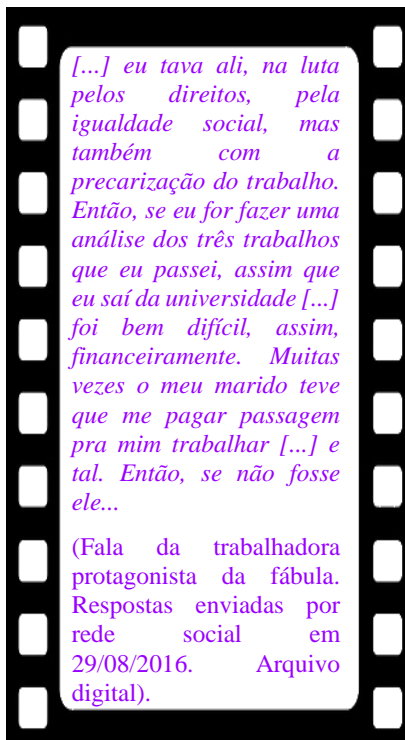 [...] eu tava ali, na luta
pelos direitos, pela
igualdade social, mas
também com a
precarização do trabalho.
Então, se eu for fazer uma
análise dos três trabalhos
que eu passei, assim que
eu saí da universidade [...]
foi bem difícil, assim,
financeiramente. Muitas
vezes o meu marido teve
que me pagar passagem
pra mim trabalhar [...] e
tal. Então, se não fosse
ele...
(Fala da trabalhadora
protagonista da fábula.
Respostas enviadas por
rede social em
29/08/2016. Arquivo
digital).